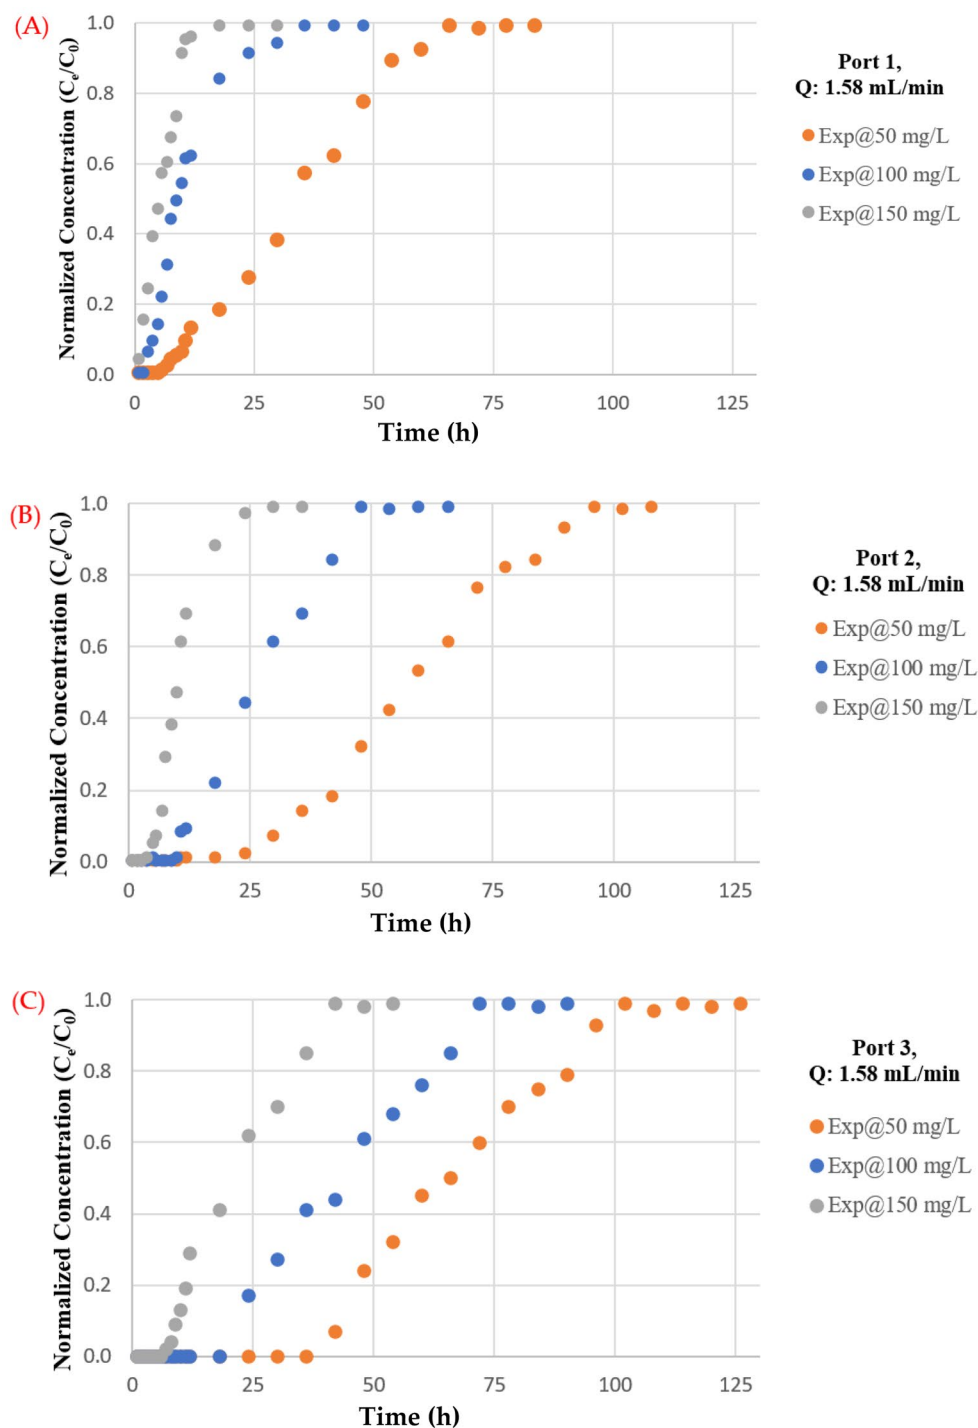 (A)
Normalized Concentration (Cₑ/C₀)
1.0
0.8
0.6
0.4
0.2
0.0
0 25 50 75 100 125
Time (h)
Port 1,
Q: 1.58 mL/min
Exp@50 mg/L
Exp@100 mg/L
Exp@150 mg/L
(B)
Normalized Concentration (Cₑ/C₀)
1.0
0.8
0.6
0.4
0.2
0.0
0 25 50 75 100 125
Time (h)
Port 2,
Q: 1.58 mL/min
Exp@50 mg/L
Exp@100 mg/L
Exp@150 mg/L
(C)
Normalized Concentration (Cₑ/C₀)
1.0
0.8
0.6
0.4
0.2
0.0
0 25 50 75 100 125
Time (h)
Port 3,
Q: 1.58 mL/min
Exp@50 mg/L
Exp@100 mg/L
Exp@150 mg/L